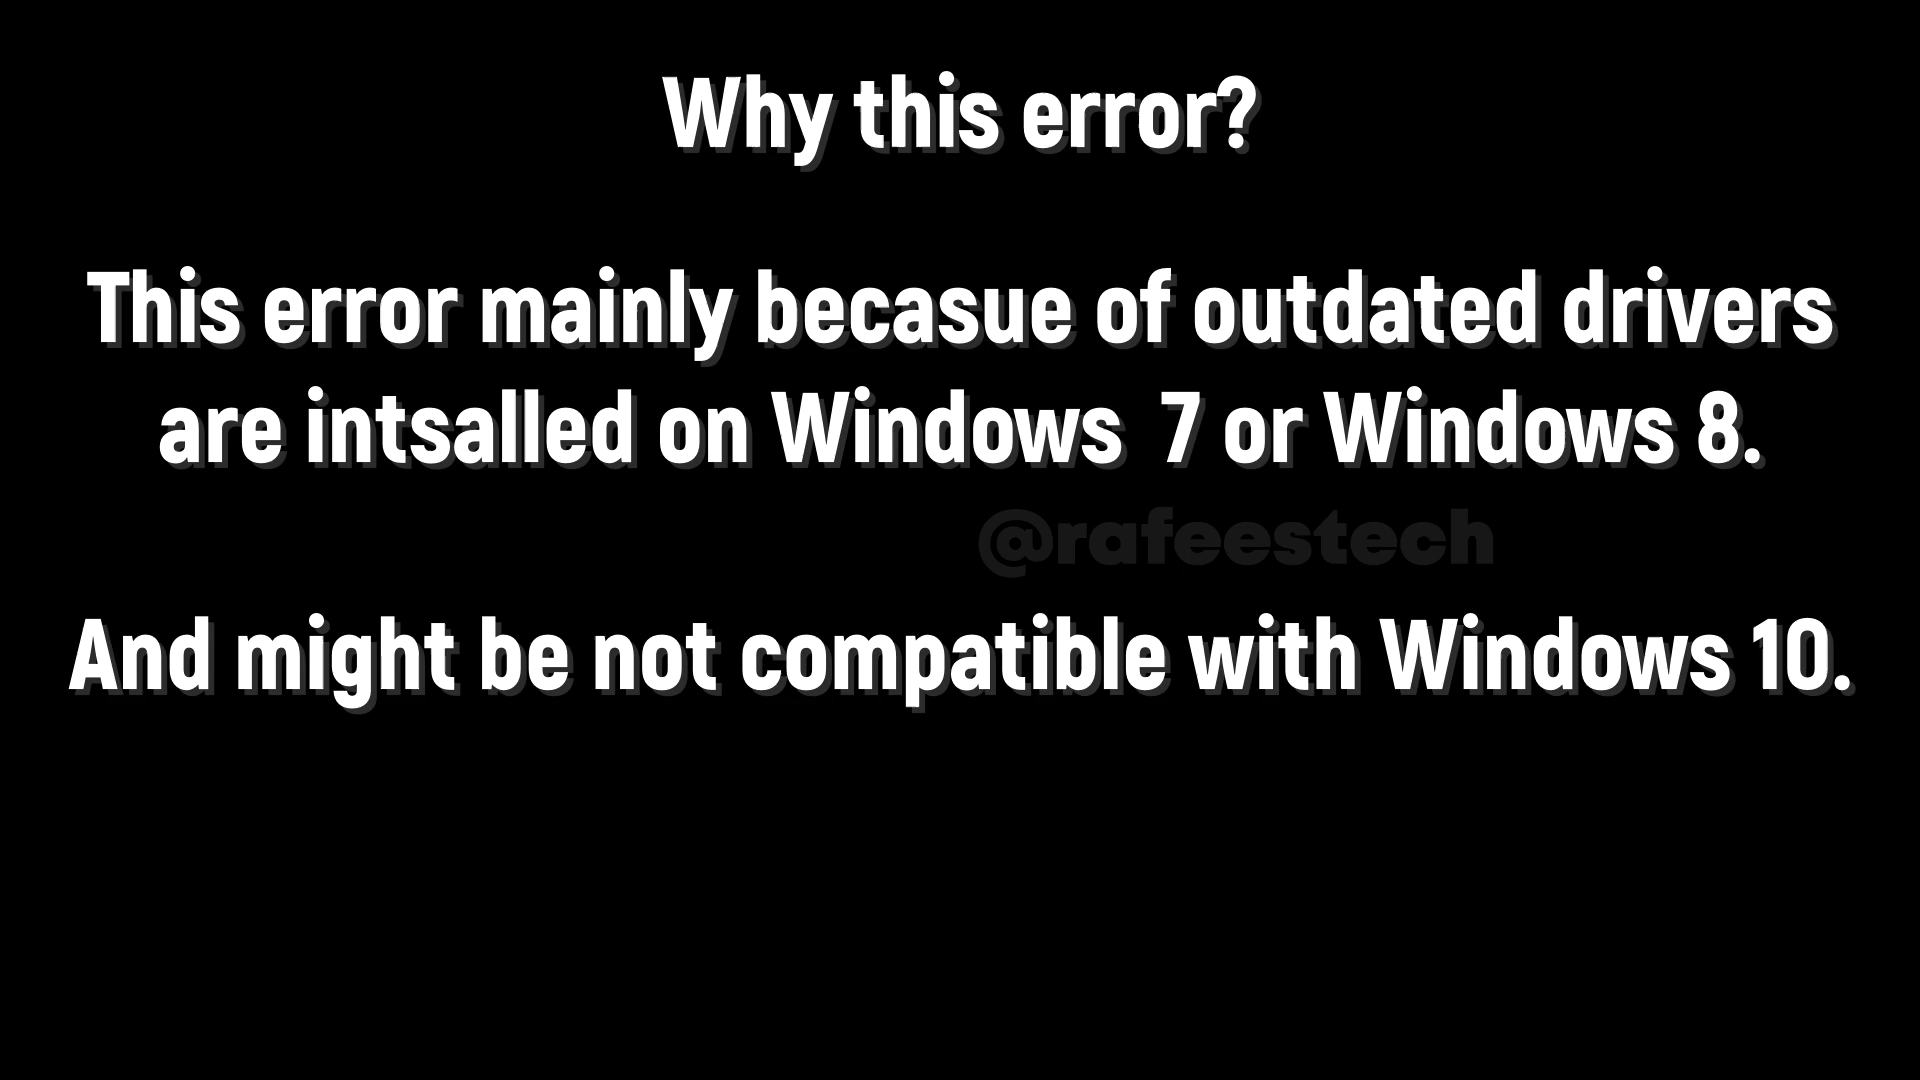 Why this error?
This error mainly becasue of outdated drivers
are intsalled on Windows  7 or Windows 8.
@rafeestech
And might be not compatible with Windows 10.